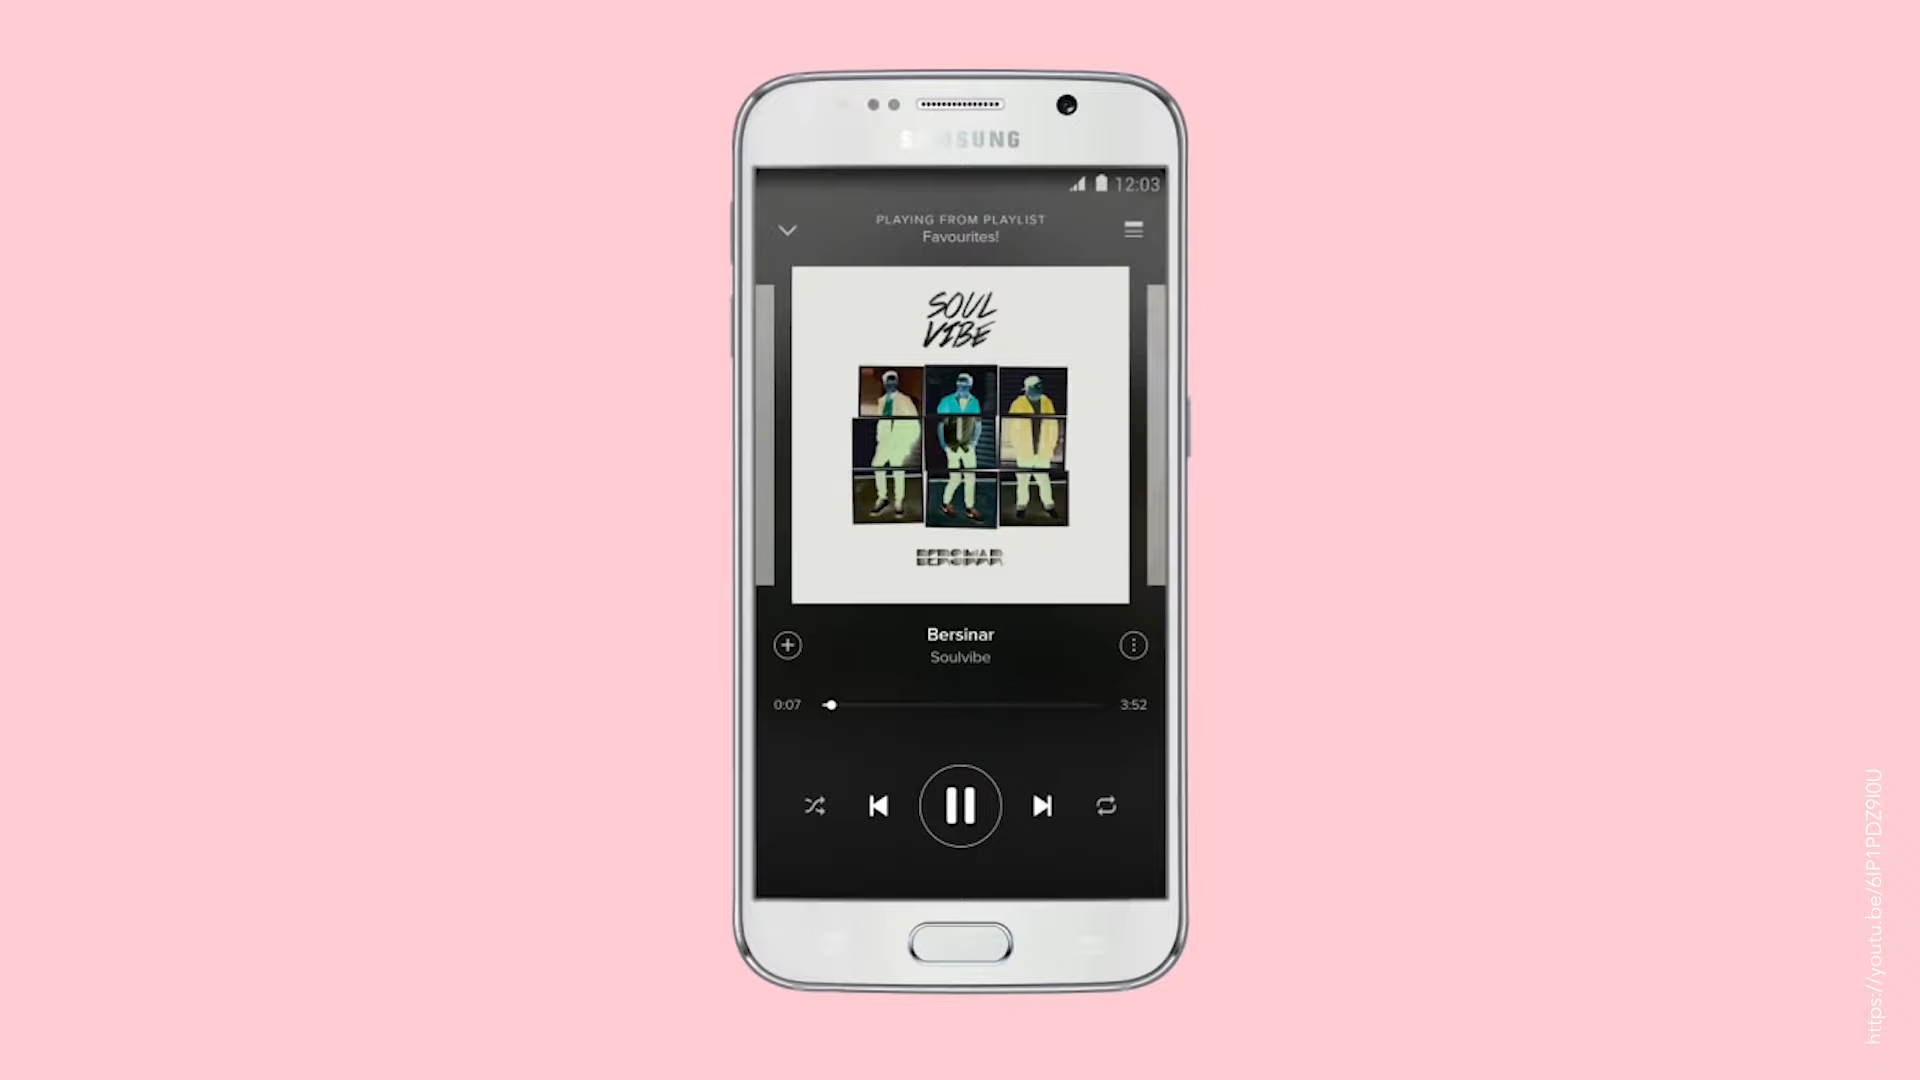 SAMSUNG
12:03
PLAYING FROM PLAYLIST
Favourites!
SOUL
VIBE
BERSINAR
Bersinar
Soulvibe
0:07
3:52
https://youtu.be/6IP1PDZ9I0U